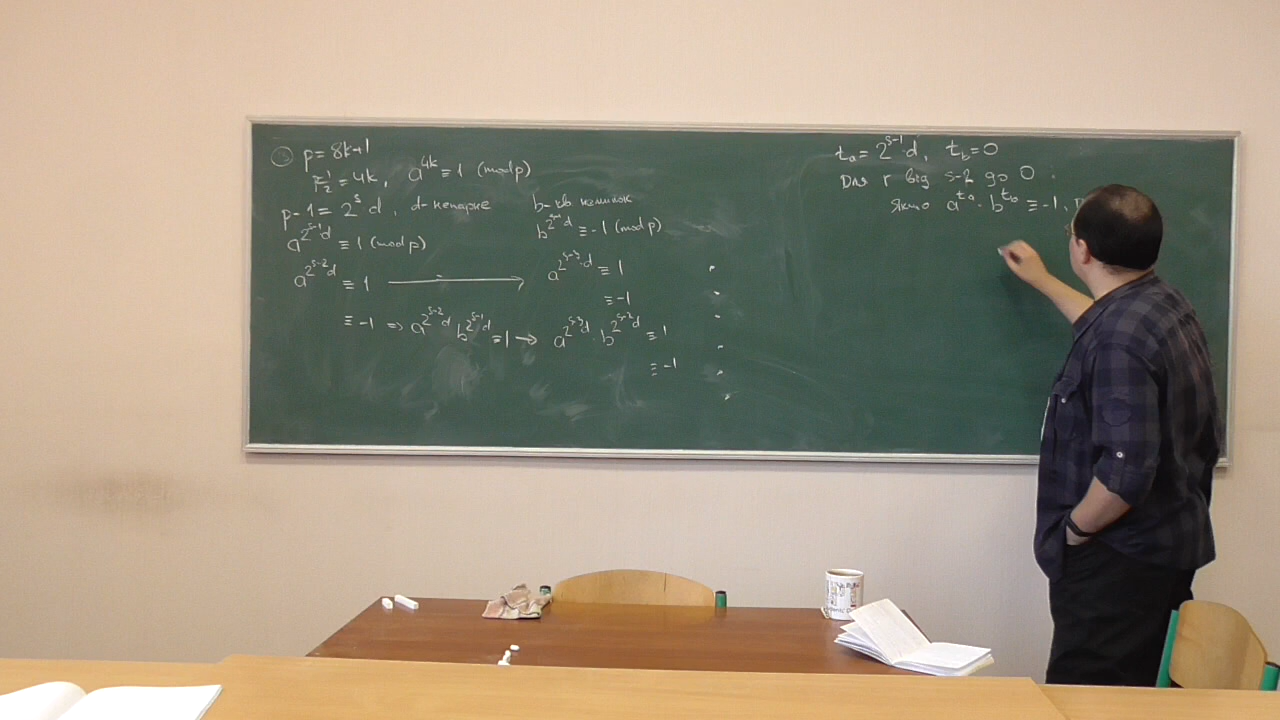 ③ p = 8k+1
= 4k, a^{4k} ≡ 1 (mod p)
p-1 = 2^s d, d - непарне
a^{2^{s-1}d} ≡ 1 (mod p)
a^{2^{s-2}d} ≡ 1 ⟶
≡ -1 ⇒ a^{2^{s-2}d} b^{2^{s-1}d} ≡ 1 →
b - кв нелишок
b^{2^{s-1}d} ≡ -1 (mod p)
a^{2^{s-3}·d} ≡ 1
≡ -1
a^{2^{s-3}d} · b^{2^{s-2}d} ≡ 1
≡ -1
t_a = 2^{s-1}·d, t_b = 0
Для r від s-2 до 0:
Якщо a^{t_a} · b^{t_b} ≡ -1,